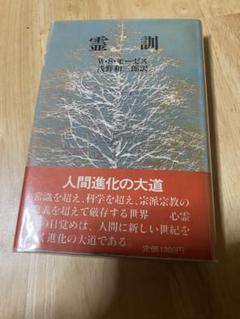 霊訓
W・S・モーゼス
浅野和三郎訳
人間進化の大道
常識を超え、科学を超え、宗派宗教の
義を超えて厳存する世界 心霊
の目覚めは、人間に新しい世紀を
く進化の大道である。
定価1300円